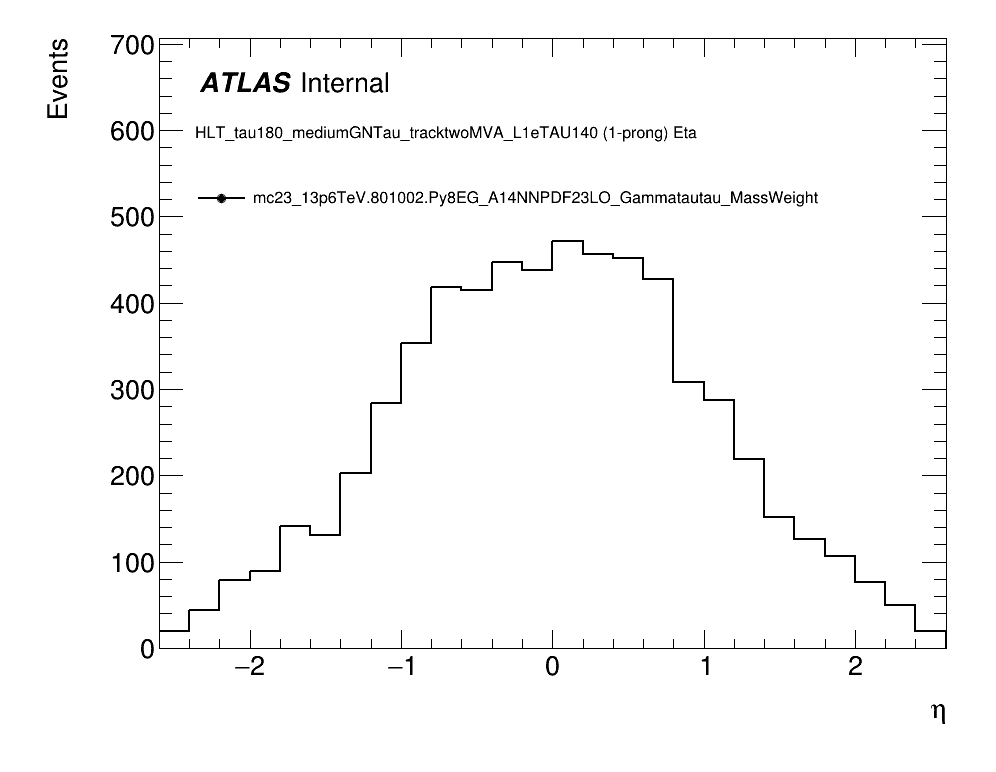 Events
700
600
500
400
300
200
100
0
ATLAS Internal
HLT_tau180_mediumGNTau_tracktwoMVA_L1eTAU140 (1-prong) Eta
mc23_13p6TeV.801002.Py8EG_A14NNPDF23LO_Gammatautau_MassWeight
−2 −1 0 1 2
η